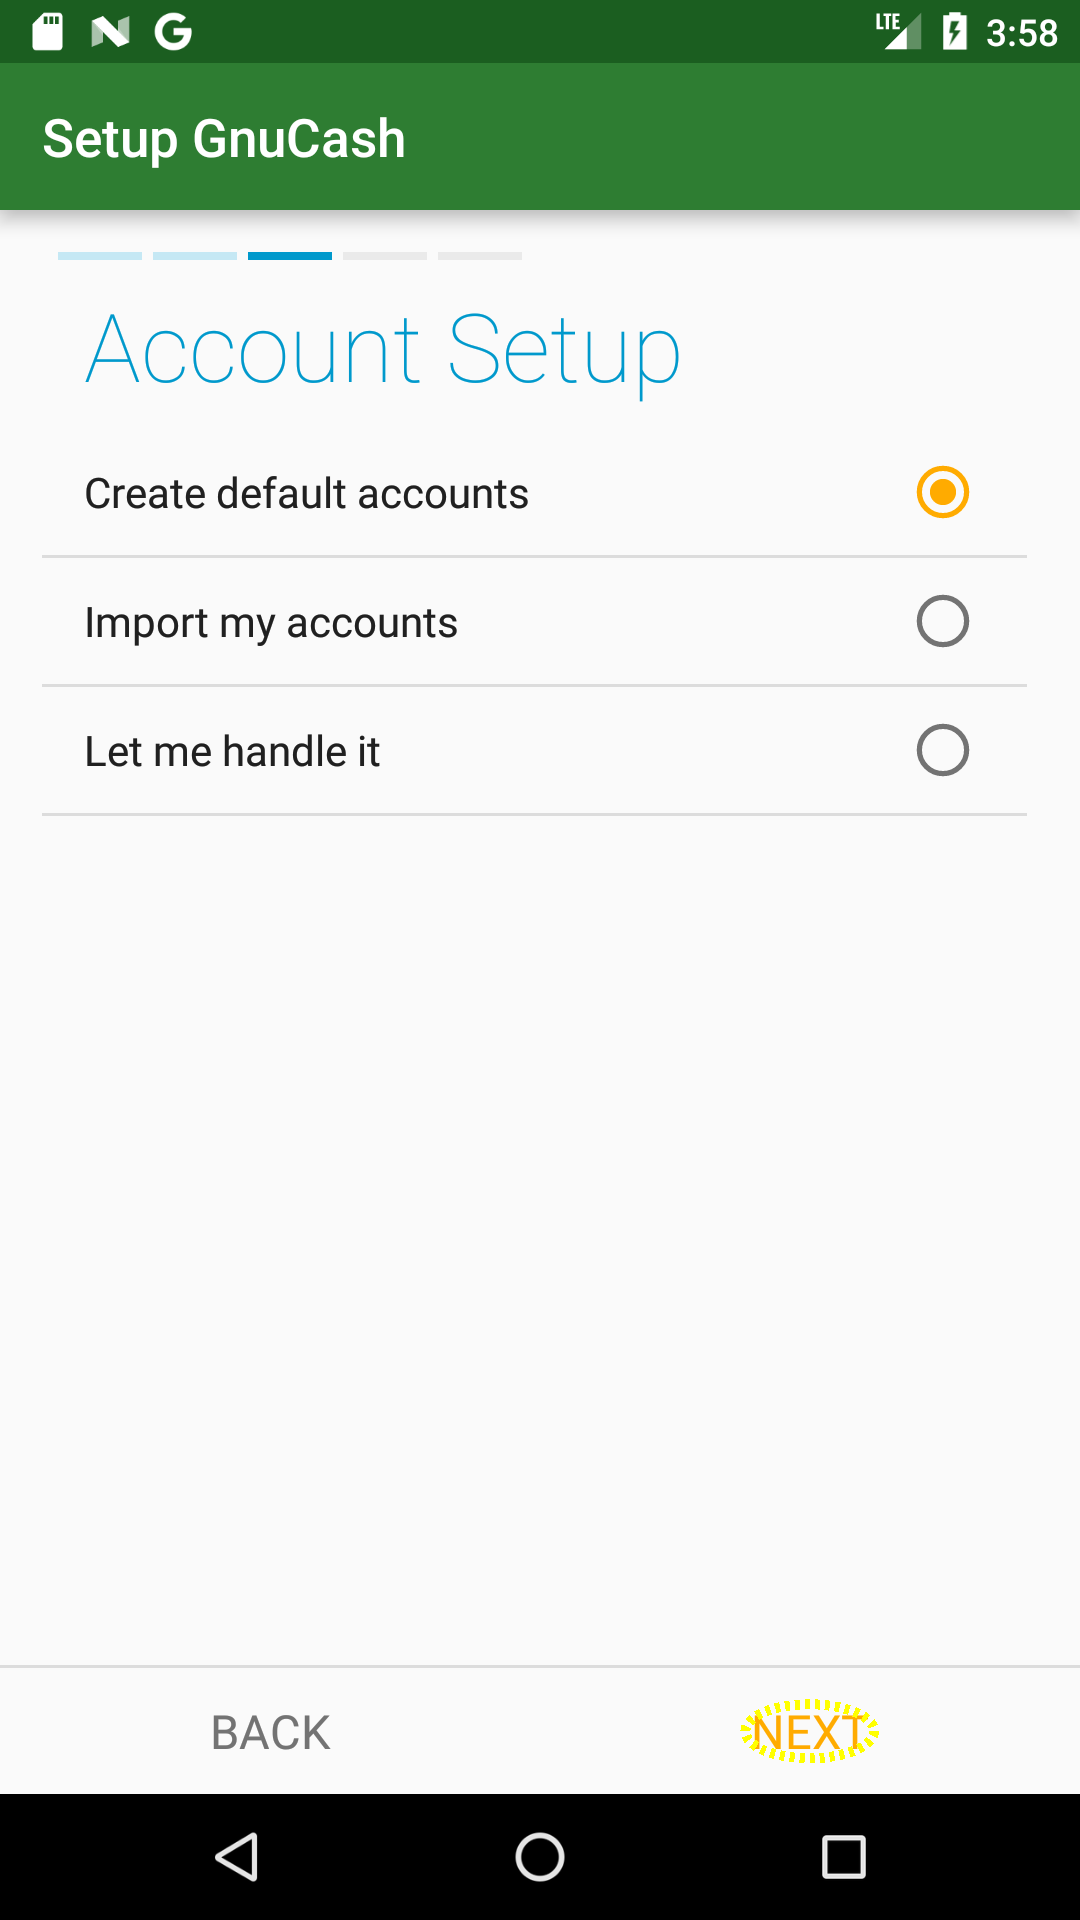 LTE 3:58
Setup GnuCash
Account Setup
Create default accounts
Import my accounts
Let me handle it
BACK NEXT